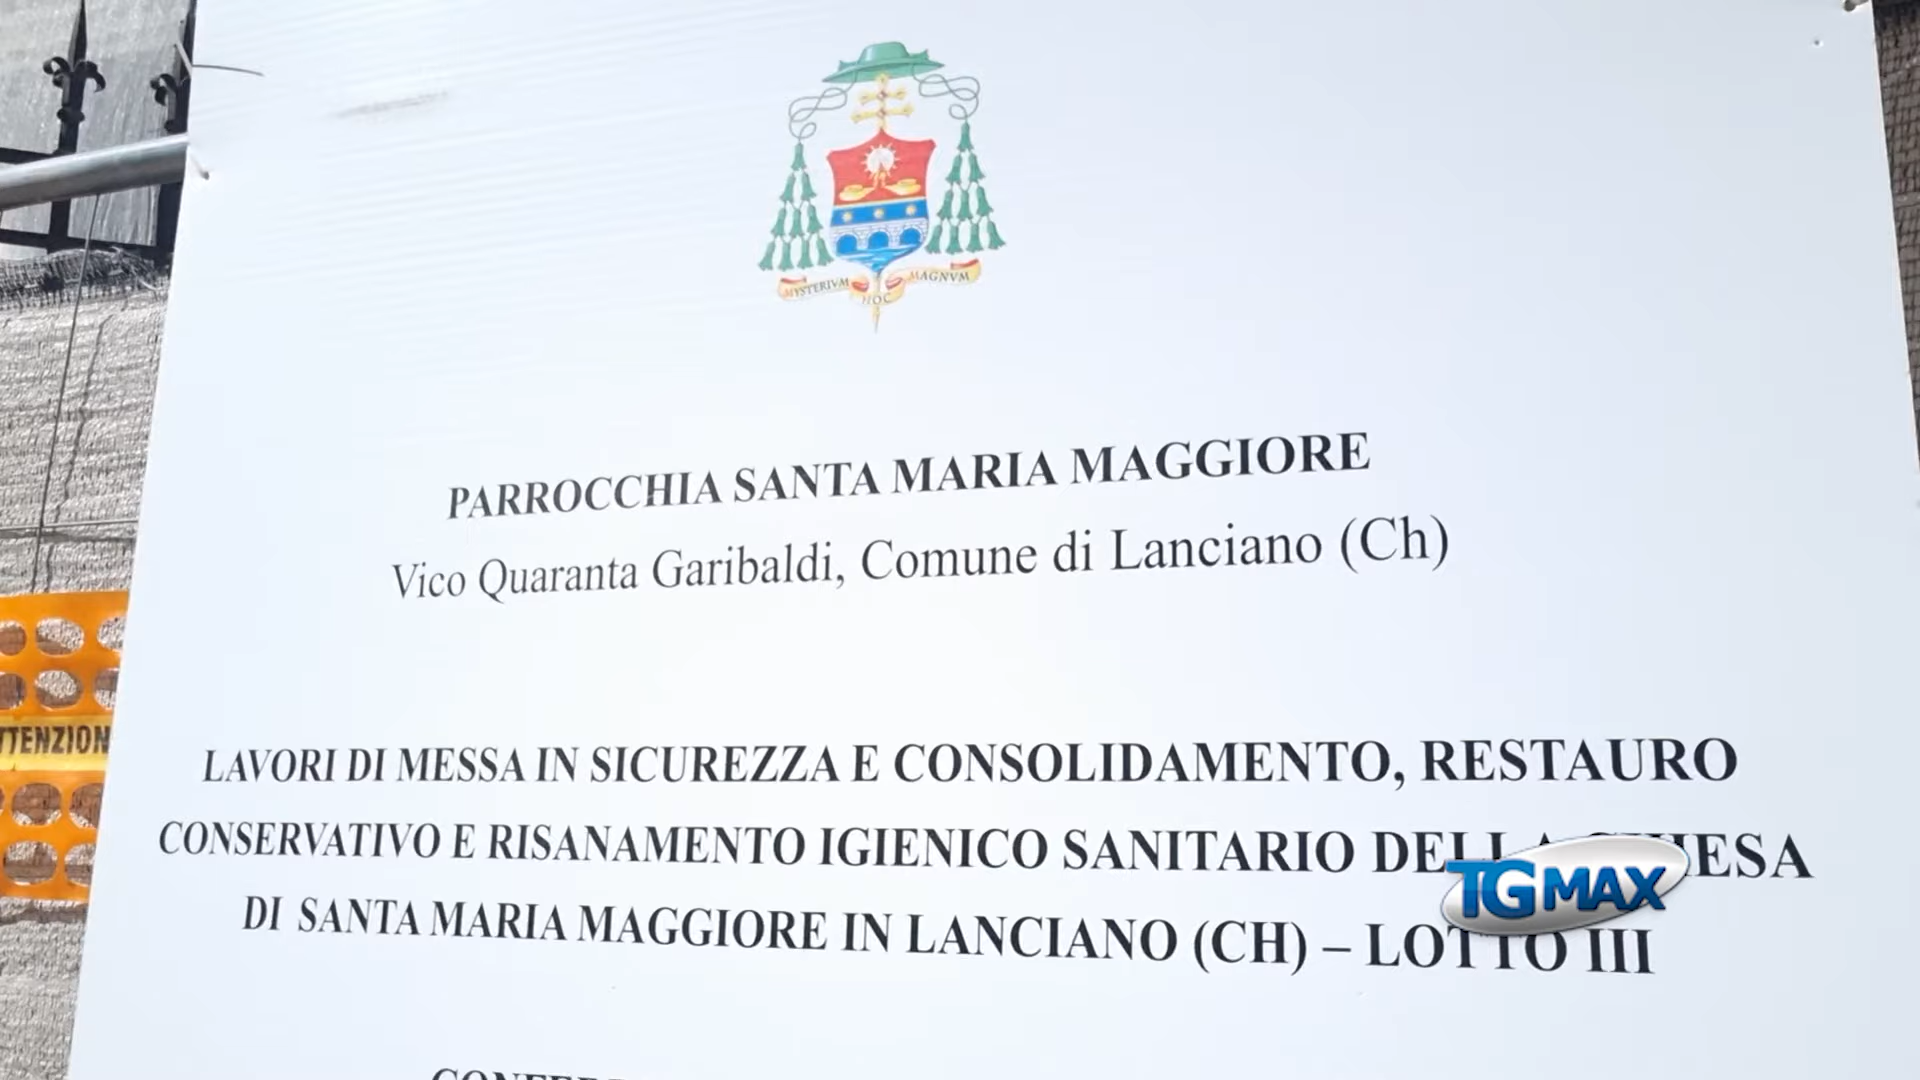 MYSTERIVM HOC MAGNVM
PARROCCHIA SANTA MARIA MAGGIORE
Vico Quaranta Garibaldi, Comune di Lanciano (Ch)
TTENZION
LAVORI DI MESSA IN SICUREZZA E CONSOLIDAMENTO, RESTAURO
CONSERVATIVO E RISANAMENTO IGIENICO SANITARIO DELLA CHIESA
TGMAX
DI SANTA MARIA MAGGIORE IN LANCIANO (CH) – LOTTO III